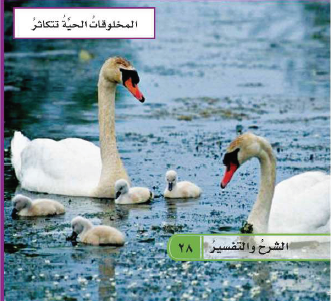 المخلوقاتُ الحيَّةُ تتكاثرُ
الشرحُ والتفسيرُ ٢٨